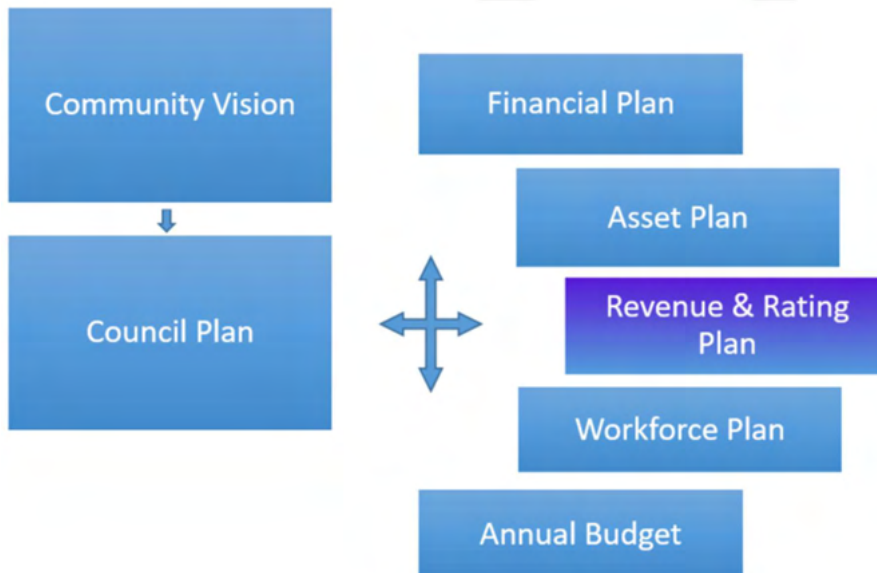 Community Vision
Council Plan
Financial Plan
Asset Plan
Revenue & Rating
Plan
Workforce Plan
Annual Budget